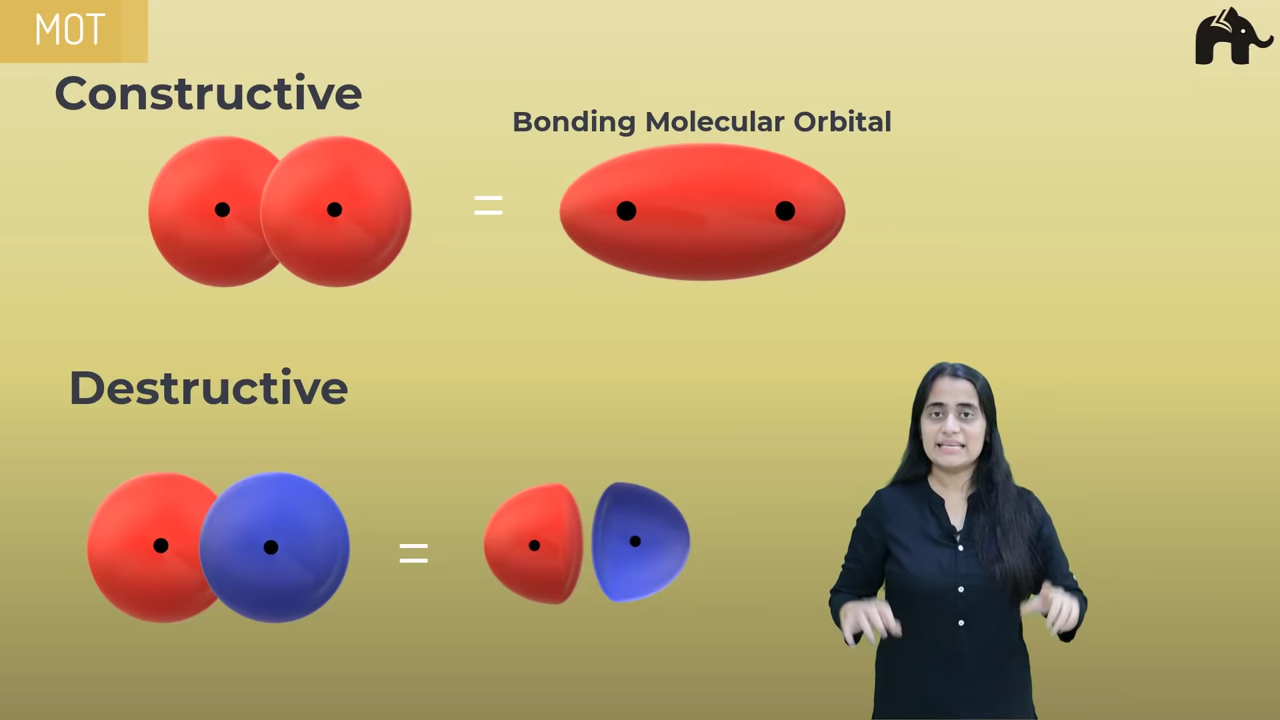 MOT
Constructive
Bonding Molecular Orbital
=
Destructive
=